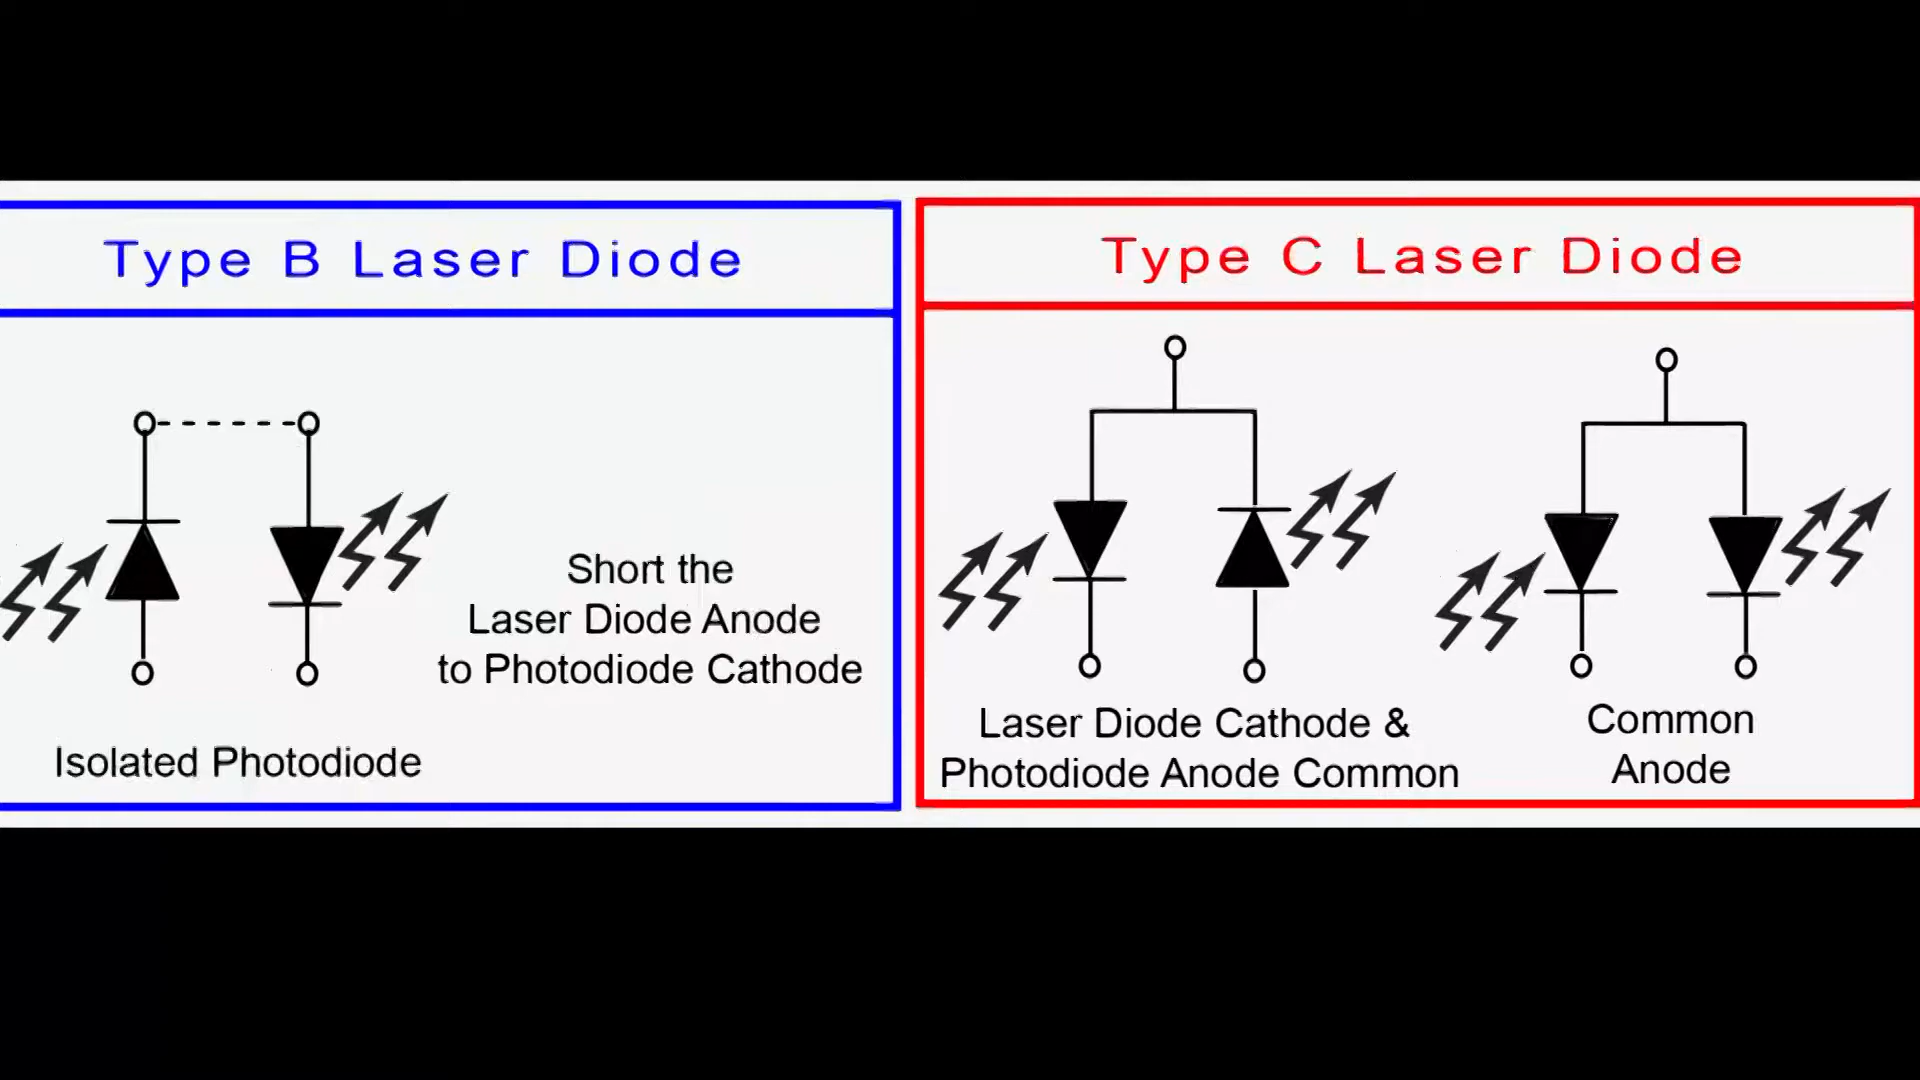 Type B Laser Diode
Short the
Laser Diode Anode
to Photodiode Cathode
Isolated Photodiode
Type C Laser Diode
Laser Diode Cathode &
Photodiode Anode Common
Common
Anode